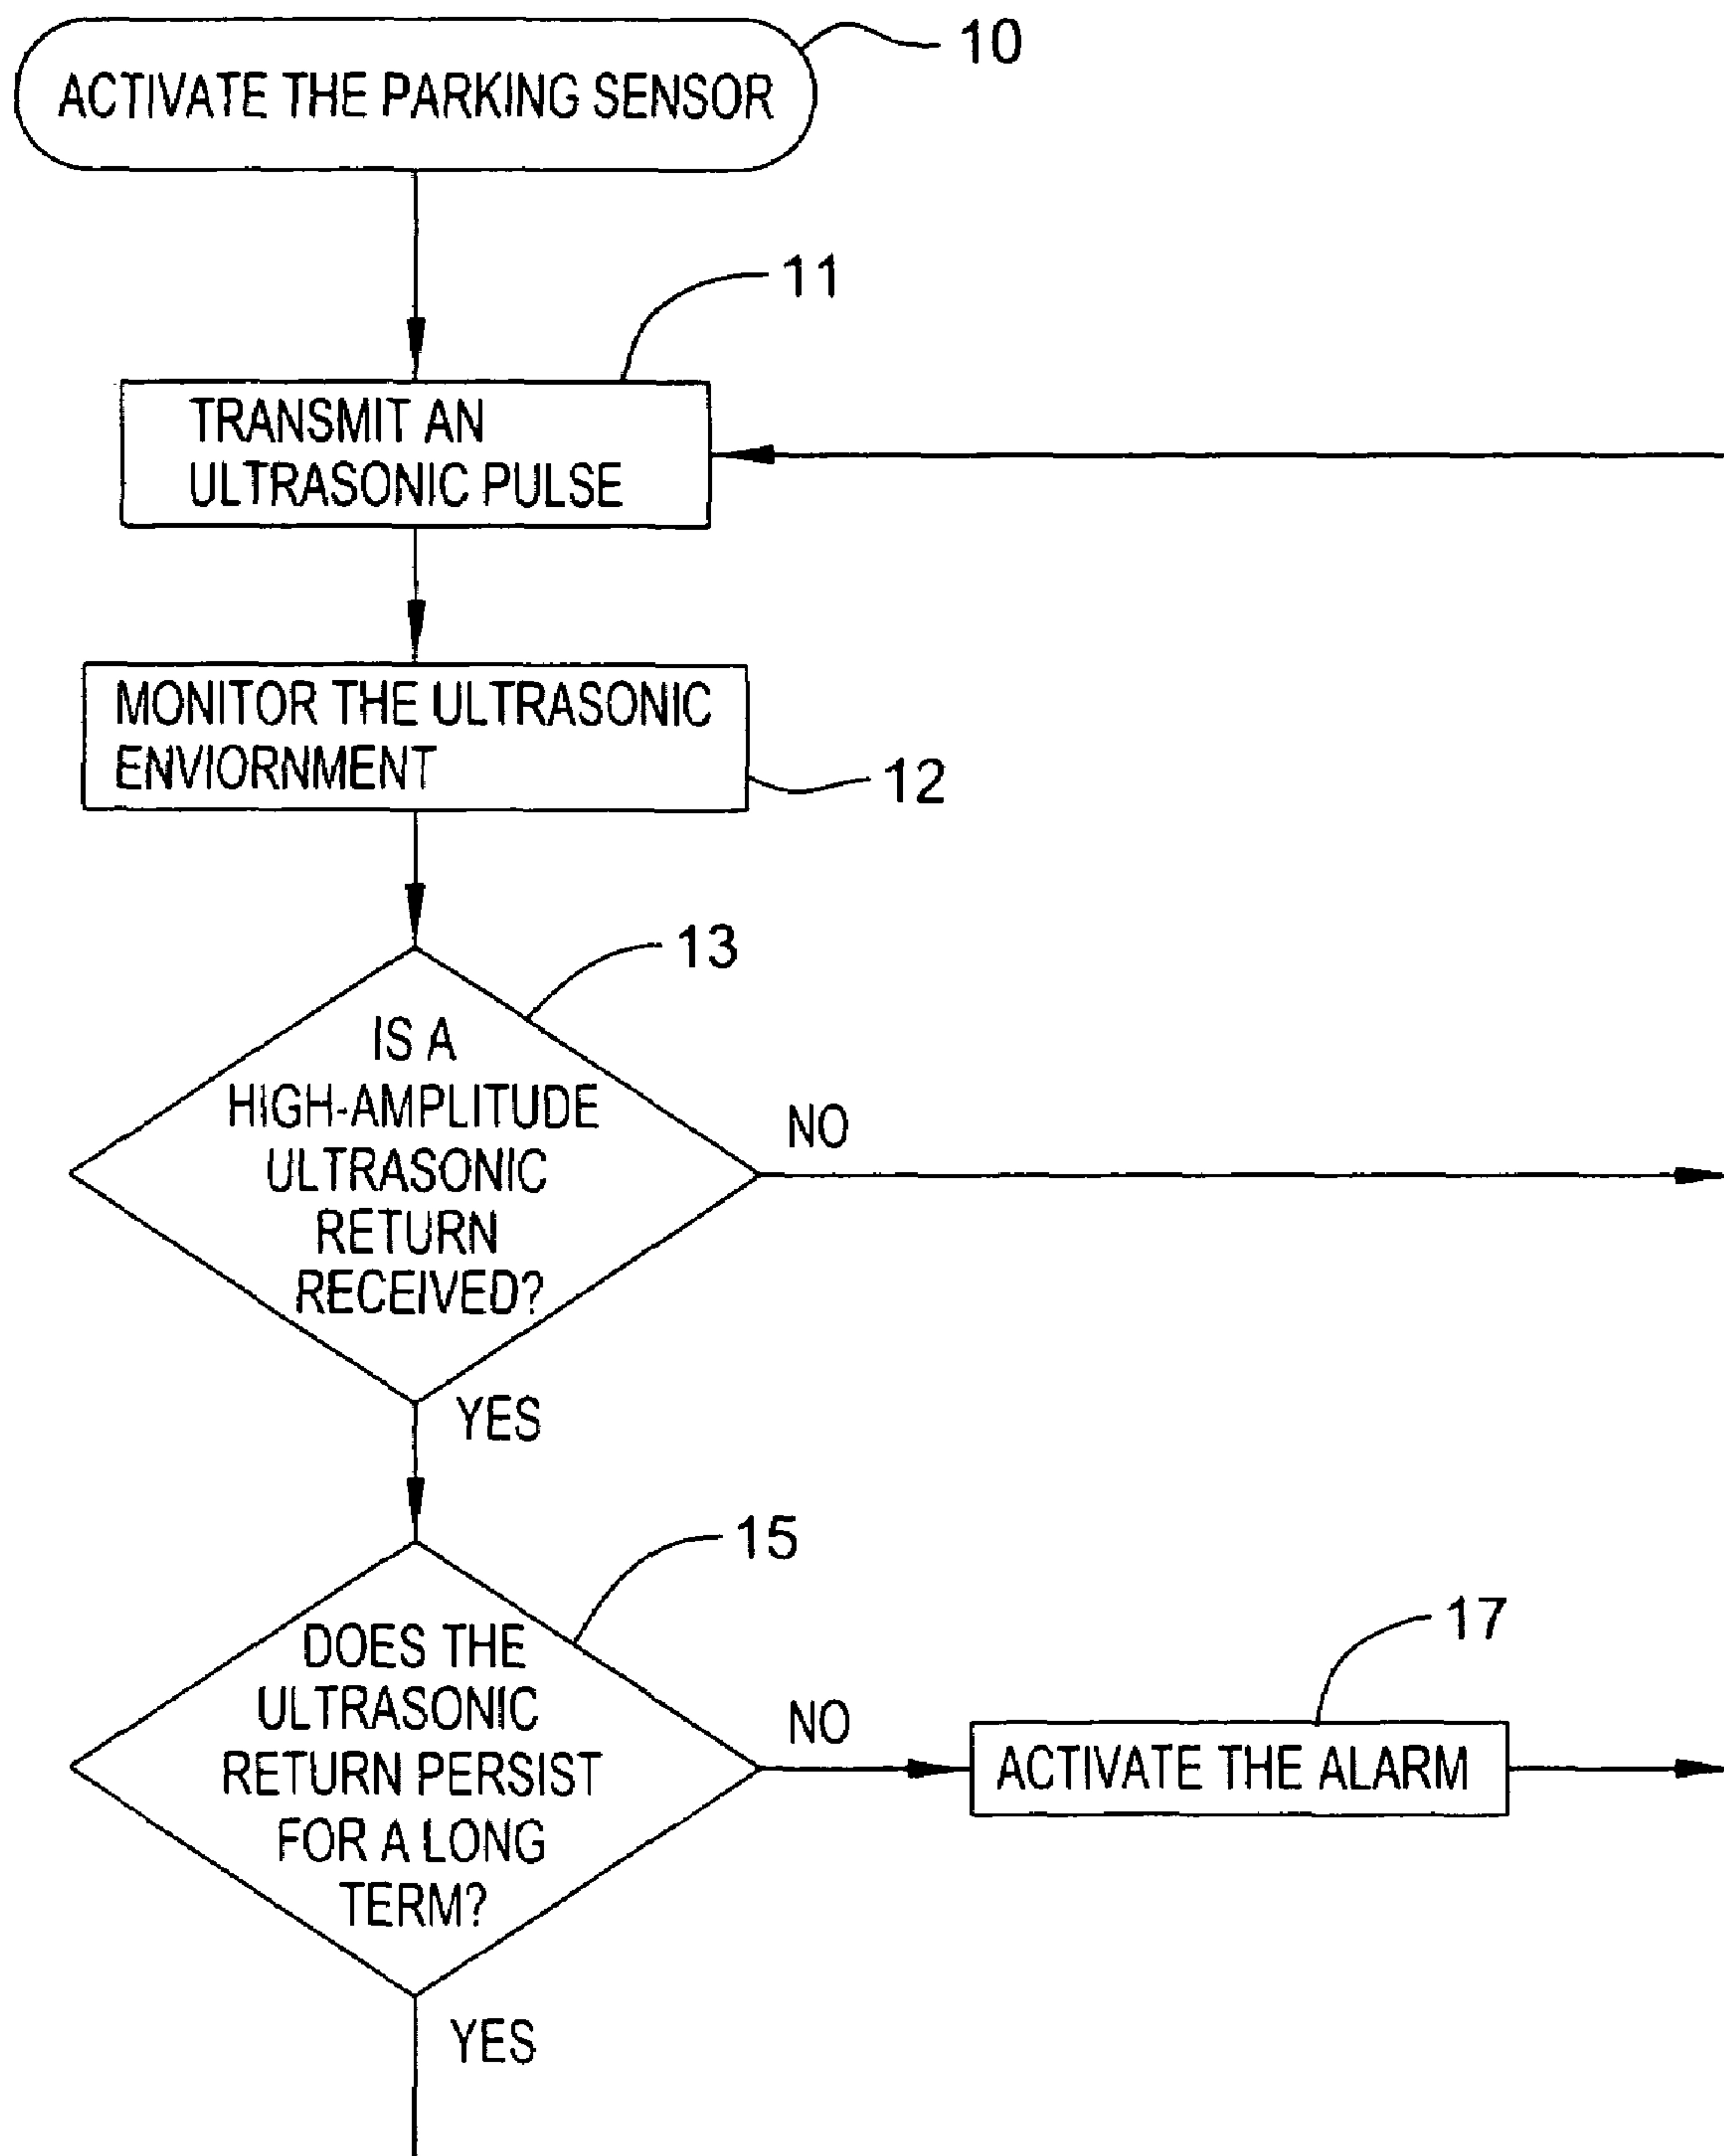 10
ACTIVATE THE PARKING SENSOR
11
TRANSMIT AN
ULTRASONIC PULSE
MONITOR THE ULTRASONIC
ENVIORNMENT
12
13
IS A
HIGH-AMPLITUDE
ULTRASONIC
RETURN
RECEIVED?
NO
YES
15
DOES THE
ULTRASONIC
RETURN PERSIST
FOR A LONG
TERM?
NO
17
ACTIVATE THE ALARM
YES